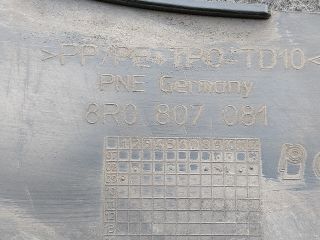 >PP/PE-TPO-TD10<
PNE Germany
8R0 807 081